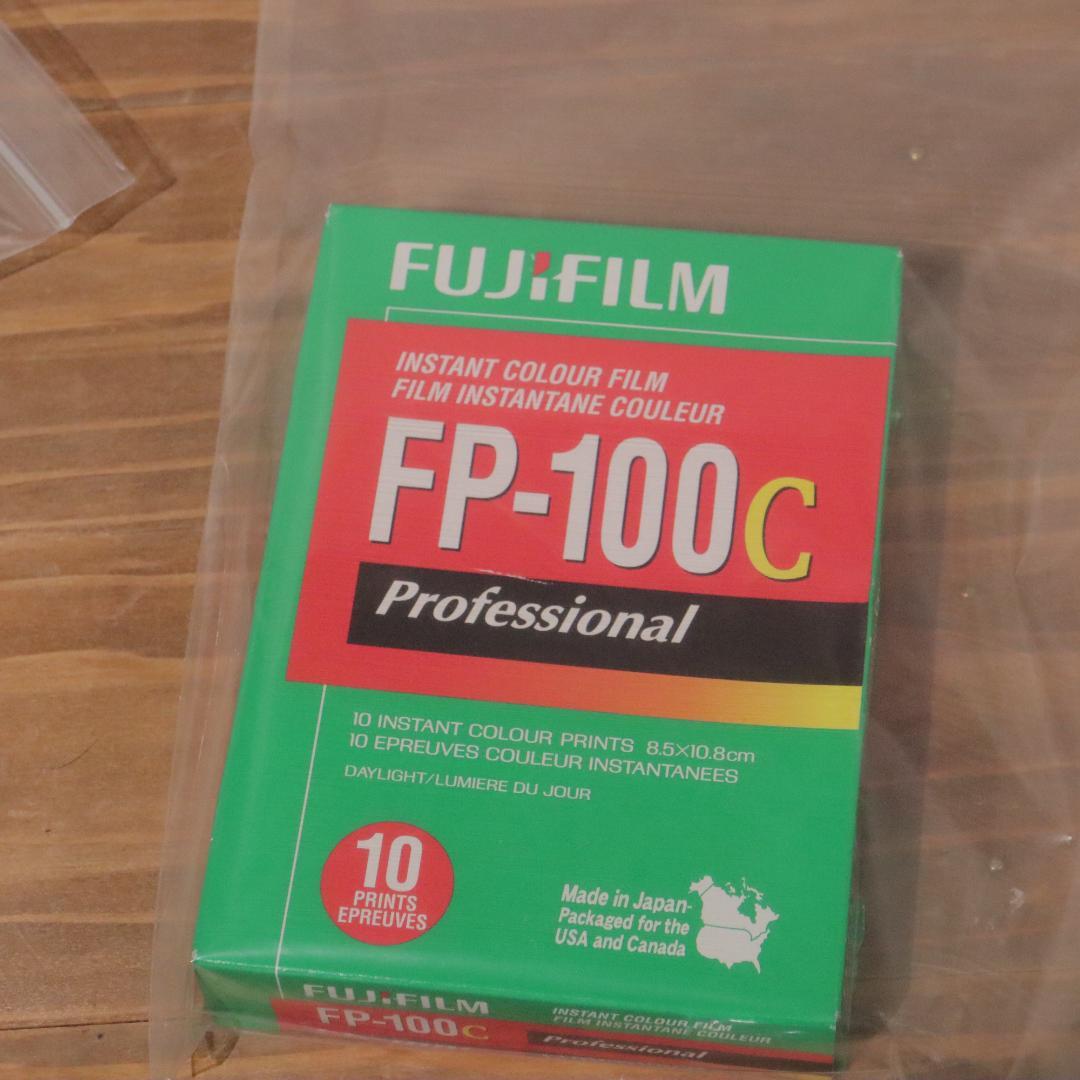 FUJIFILM
INSTANT COLOUR FILM
FILM INSTANTANE COULEUR
FP-100C
Professional
10 INSTANT COLOUR PRINTS 8.5×10.8cm
10 EPREUVES COULEUR INSTANTANEES
DAYLIGHT/LUMIERE DU JOUR
10
PRINTS
EPREUVES
Made in Japan-
Packaged for the
USA and Canada
FUJIFILM
FP-100C
INSTANT COLOUR FILM
FILM INSTANTANE COULEUR
Professional